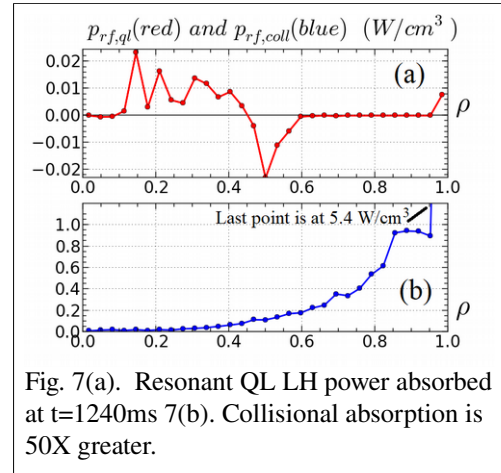 p_{rf,ql}(red) and p_{rf,coll}(blue) (W/cm^3)
0.02
(a)
0.01
0.00
ρ
−0.01
−0.02
0.0 0.2 0.4 0.6 0.8 1.0
Last point is at 5.4 W/cm^3
1.0
0.8
0.6
(b)
0.4
ρ
0.2
0.0
0.0 0.2 0.4 0.6 0.8 1.0
Fig. 7(a). Resonant QL LH power absorbed
at t=1240ms 7(b). Collisional absorption is
50X greater.